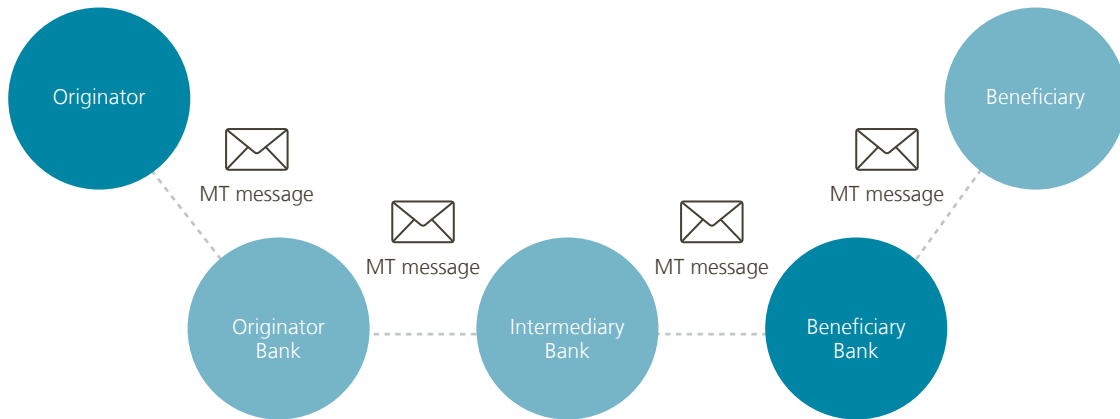 Originator
Beneficiary
MT message
MT message
MT message
MT message
Originator
Bank
Intermediary
Bank
Beneficiary
Bank